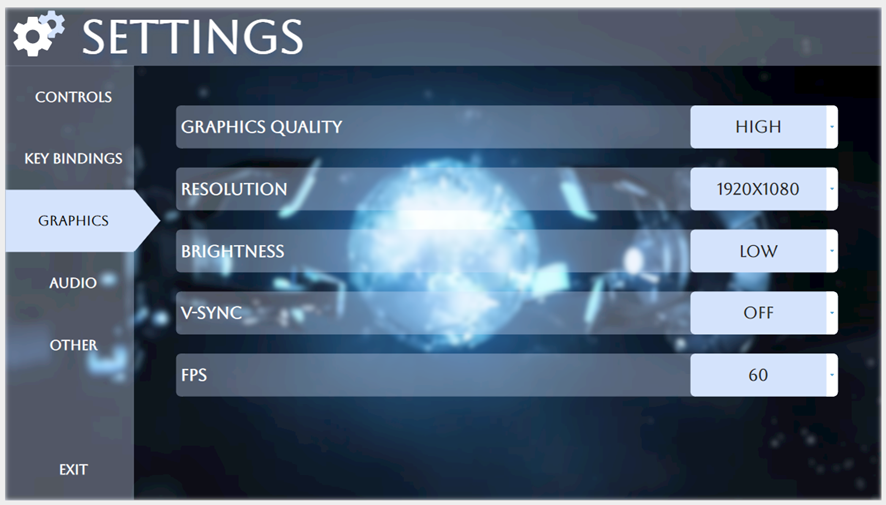 SETTINGS
CONTROLS
KEY BINDINGS
GRAPHICS
AUDIO
OTHER
EXIT
GRAPHICS QUALITY HIGH
RESOLUTION 1920X1080
BRIGHTNESS LOW
V-SYNC OFF
FPS 60